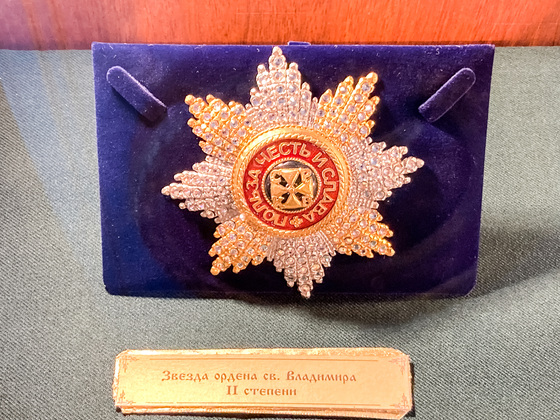 ПОЛЬЗА ЧЕСТЬ И СЛАВА
Звезда ордена св. Владимира
II степени